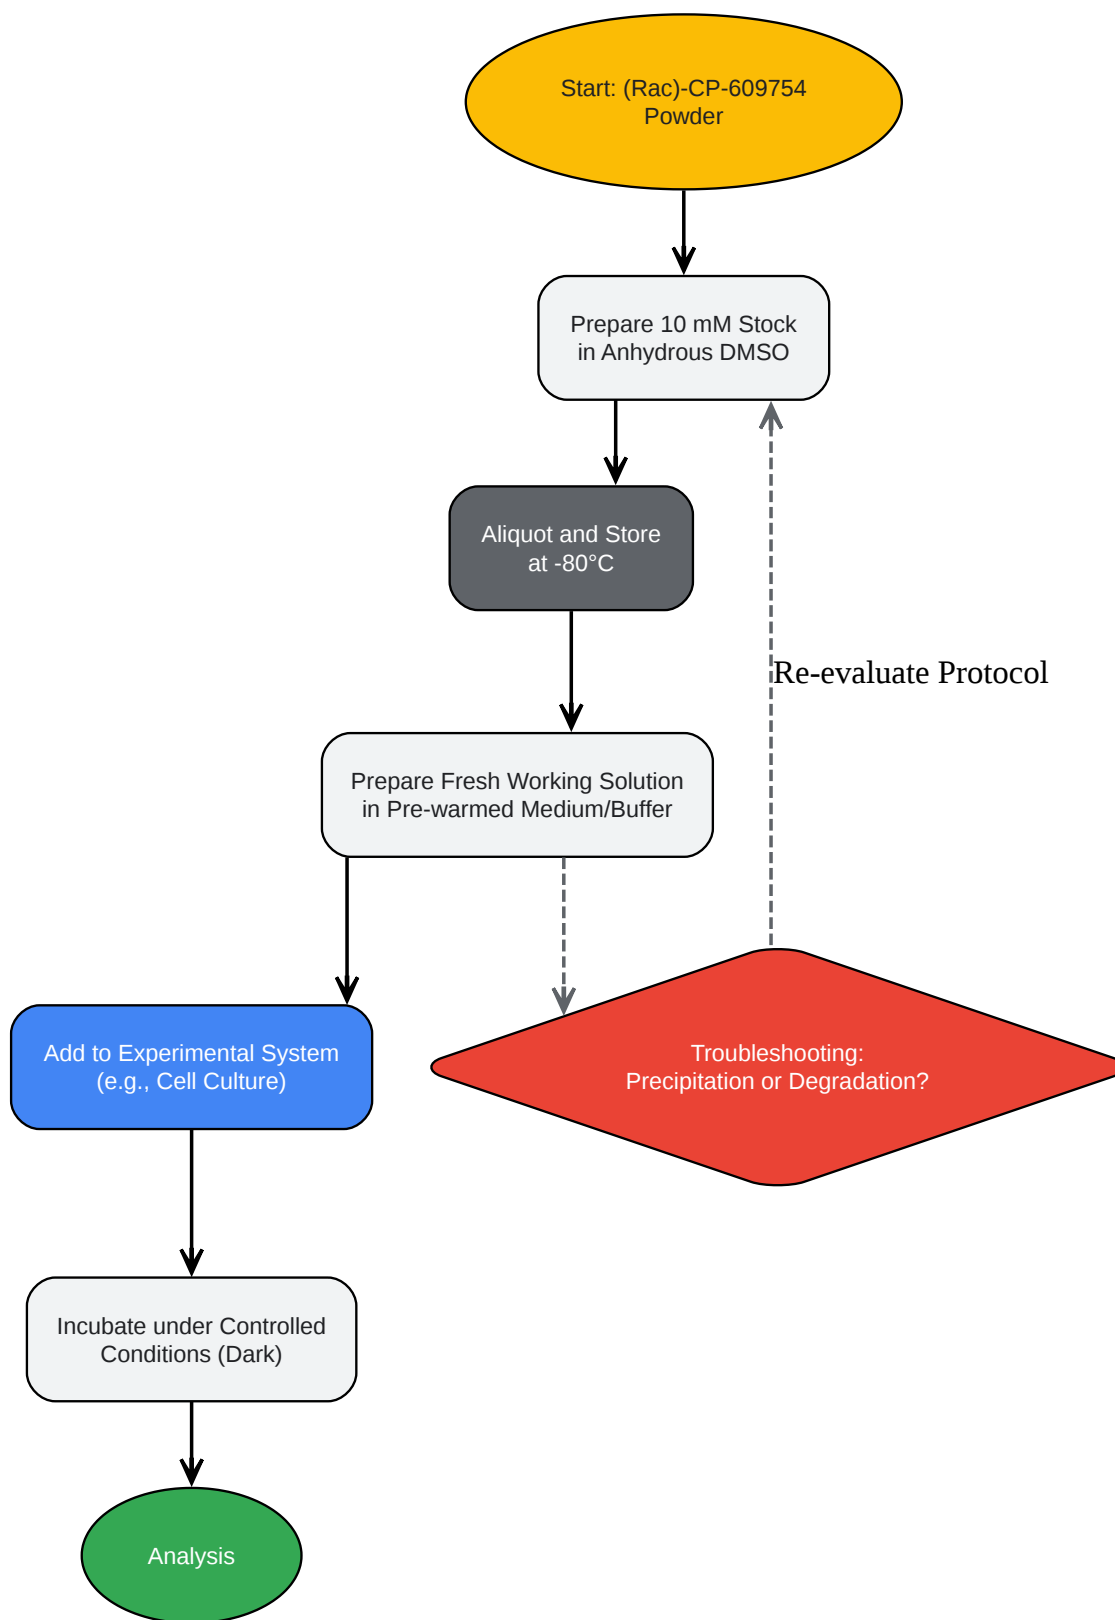 Start: (Rac)-CP-609754
Powder
Prepare 10 mM Stock
in Anhydrous DMSO
Aliquot and Store
at -80°C
Re-evaluate Protocol
Prepare Fresh Working Solution
in Pre-warmed Medium/Buffer
Add to Experimental System
(e.g., Cell Culture)
Troubleshooting:
Precipitation or Degradation?
Incubate under Controlled
Conditions (Dark)
Analysis